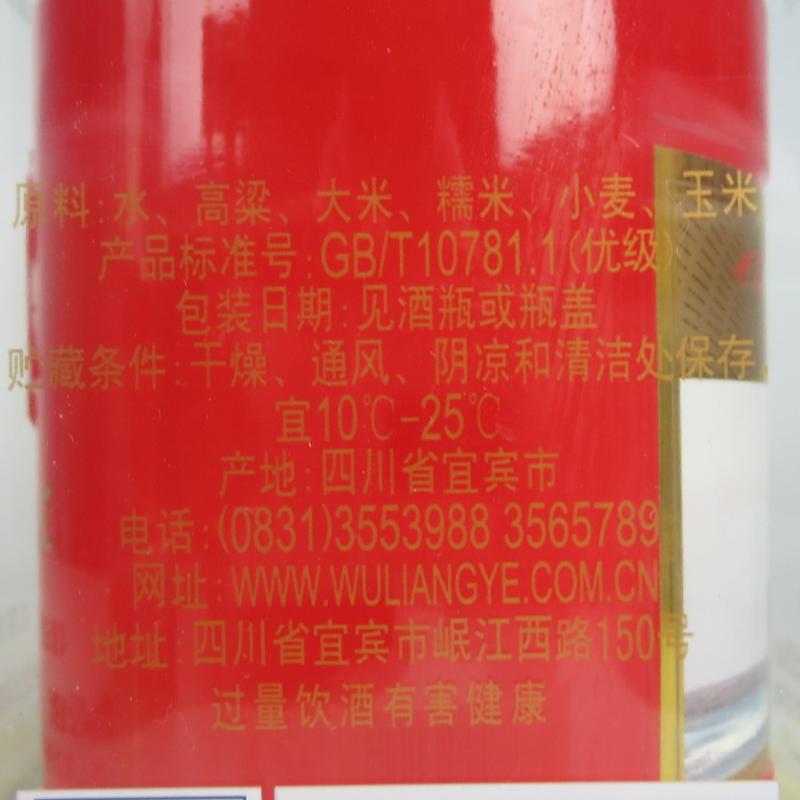 原料:水、高粱、大米、糯米、小麦、玉米
产品标准号:GB/T10781.1(优级)
包装日期:见酒瓶或瓶盖
贮藏条件:干燥、通风、阴凉和清洁处保存,
宜10℃-25℃
产地:四川省宜宾市
电话:(0831)3553988 3565789
网址:WWW.WULIANGYE.COM.CN
地址:四川省宜宾市岷江西路150号
过量饮酒有害健康